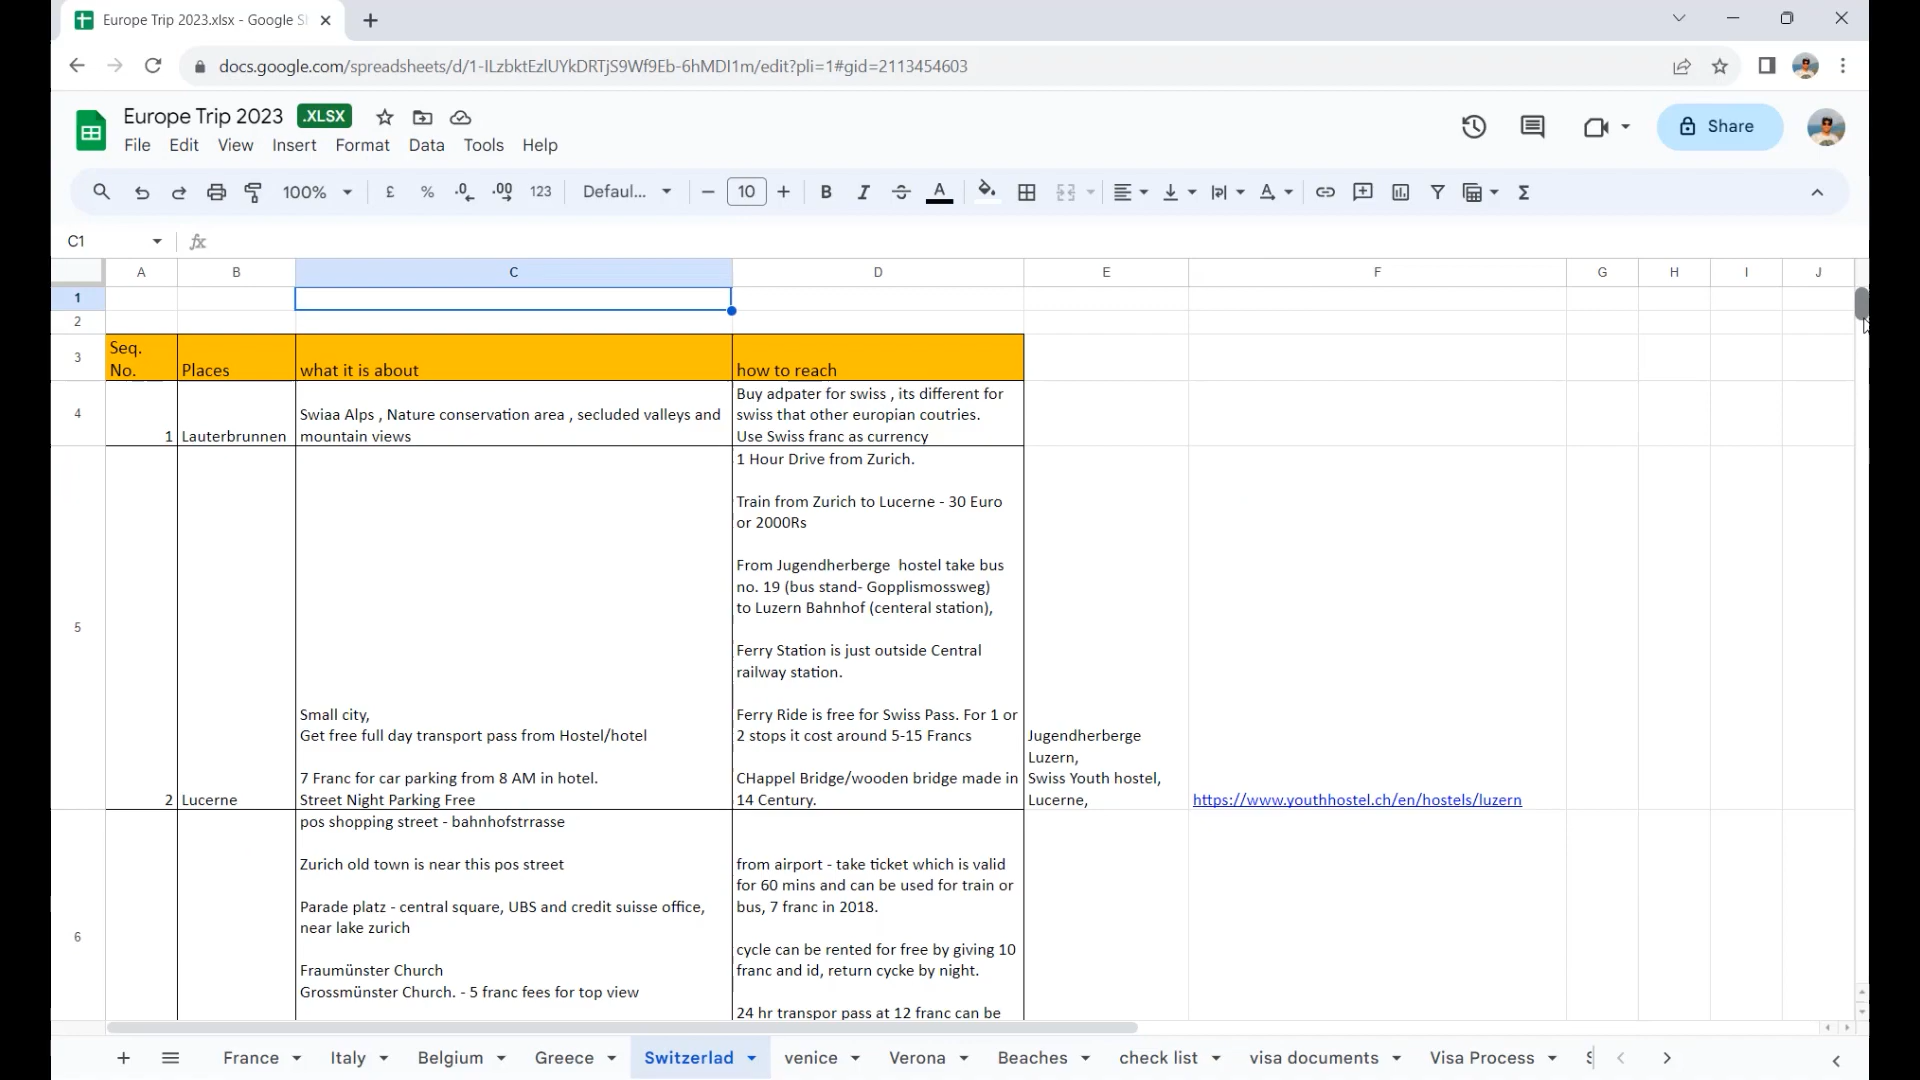 Europe Trip 2023.xlsx - Google S
docs.google.com/spreadsheets/d/1-ILzbktEzlUYkDRTjS9Wf9Eb-6hMDI1m/edit?pli=1#gid=2113454603
Europe Trip 2023 .XLSX
File Edit View Insert Format Data Tools Help
Share
100% £ % .0 .00 123 Defaul... 10 B I A
C1 fx
A B C D E F G H I J
1
2
3
Seq.
No.
Places
what it is about
how to reach
4
1
Lauterbrunnen
Swiaa Alps , Nature conservation area , secluded valleys and
mountain views
Buy adpater for swiss , its different for
swiss that other europian coutries.
Use Swiss franc as currency
5
2
Lucerne
Small city,
Get free full day transport pass from Hostel/hotel
7 Franc for car parking from 8 AM in hotel.
Street Night Parking Free
1 Hour Drive from Zurich.
Train from Zurich to Lucerne - 30 Euro
or 2000Rs
From Jugendherberge hostel take bus
no. 19 (bus stand- Gopplismossweg)
to Luzern Bahnhof (centeral station),
Ferry Station is just outside Central
railway station.
Ferry Ride is free for Swiss Pass. For 1 or
2 stops it cost around 5-15 Francs
CHappel Bridge/wooden bridge made in
14 Century.
Jugendherberge
Luzern,
Swiss Youth hostel,
Lucerne,
https://www.youthhostel.ch/en/hostels/luzern
6
pos shopping street - bahnhofstrrasse
Zurich old town is near this pos street
Parade platz - central square, UBS and credit suisse office,
near lake zurich
Fraumünster Church
Grossmünster Church. - 5 franc fees for top view
from airport - take ticket which is valid
for 60 mins and can be used for train or
bus, 7 franc in 2018.
cycle can be rented for free by giving 10
franc and id, return cycke by night.
24 hr transpor pass at 12 franc can be
France Italy Belgium Greece Switzerlad venice Verona Beaches check list visa documents Visa Process